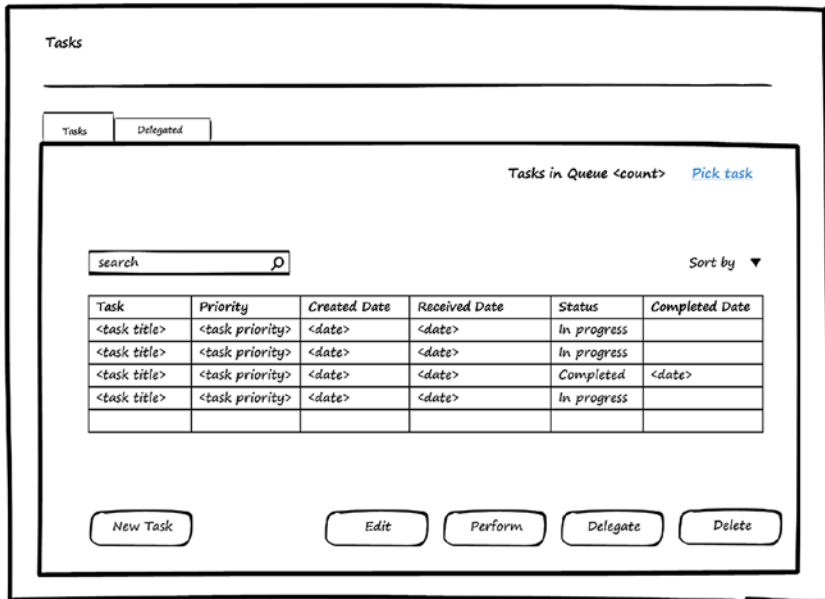 Tasks
Tasks Delegated
Tasks in Queue <count> Pick task
search Sort by ▼
Task Priority Created Date Received Date Status Completed Date
<task title> <task priority> <date> <date> In progress
<task title> <task priority> <date> <date> In progress
<task title> <task priority> <date> <date> Completed <date>
<task title> <task priority> <date> <date> In progress
New Task Edit Perform Delegate Delete